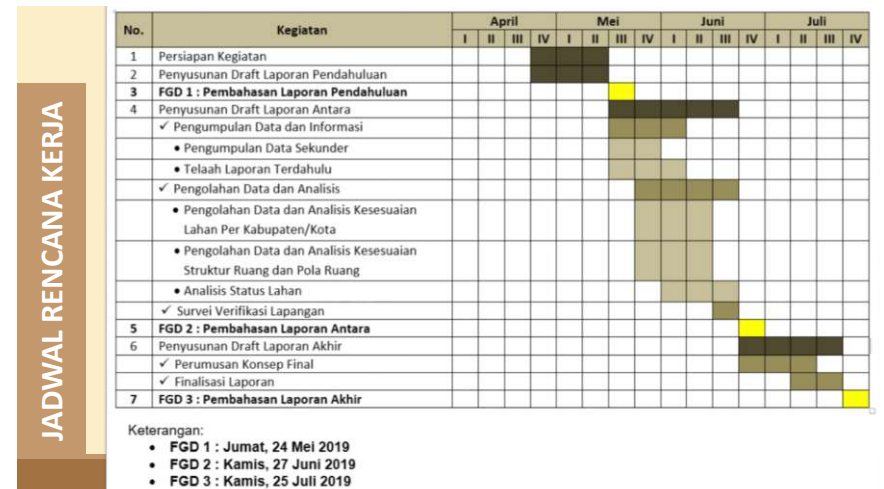 JADWAL RENCANA KERJA
No. Kegiatan April Mei Juni Juli
I II III IV I II III IV I II III IV I II III IV
1 Persiapan Kegiatan
2 Penyusunan Draft Laporan Pendahuluan
3 FGD 1 : Pembahasan Laporan Pendahuluan
4 Penyusunan Draft Laporan Antara
✓ Pengumpulan Data dan Informasi
• Pengumpulan Data Sekunder
• Telaah Laporan Terdahulu
✓ Pengolahan Data dan Analisis
• Pengolahan Data dan Analisis Kesesuaian
Lahan Per Kabupaten/Kota
• Pengolahan Data dan Analisis Kesesuaian
Struktur Ruang dan Pola Ruang
• Analisis Status Lahan
✓ Survei Verifikasi Lapangan
5 FGD 2 : Pembahasan Laporan Antara
6 Penyusunan Draft Laporan Akhir
✓ Perumusan Konsep Final
✓ Finalisasi Laporan
7 FGD 3 : Pembahasan Laporan Akhir
Keterangan:
• FGD 1 : Jumat, 24 Mei 2019
• FGD 2 : Kamis, 27 Juni 2019
• FGD 3 : Kamis, 25 Juli 2019